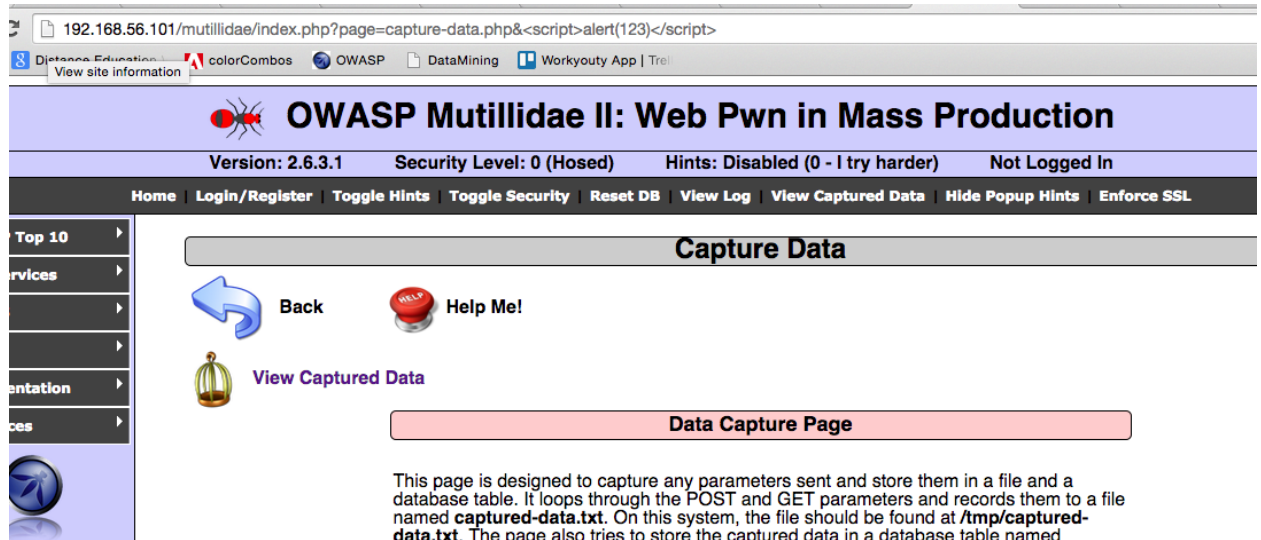 192.168.56.101/mutillidae/index.php?page=capture-data.php&<script>alert(123)</script>
8 Distance Education colorCombos OWASP DataMining Workyouty App |
View site information
OWASP Mutillidae II: Web Pwn in Mass Production
Version: 2.6.3.1 Security Level: 0 (Hosed) Hints: Disabled (0 - I try harder) Not Logged In
Home | Login/Register | Toggle Hints | Toggle Security | Reset DB | View Log | View Captured Data | Hide Popup Hints | Enforce SSL
Top 10
Capture Data
Back HELP Help Me!
View Captured Data
Data Capture Page
This page is designed to capture any parameters sent and store them in a file and a
database table. It loops through the POST and GET parameters and records them to a file
named captured-data.txt. On this system, the file should be found at /tmp/captured-
data.txt. The page also tries to store the captured data in a database table named